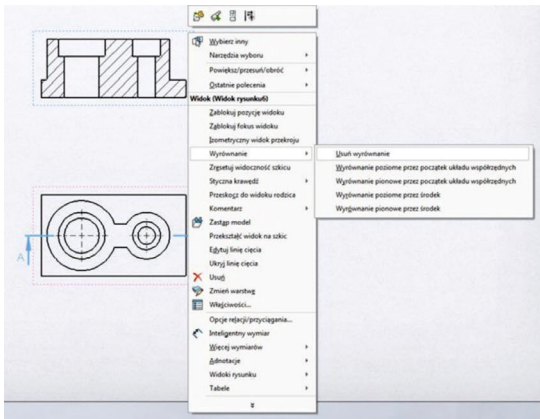 Wybierz inny
Narzędzia wyboru
Powiększ/przesuń/obróć
Ostatnie polecenia
Widok (Widok rysunku6)
Zablokuj pozycję widoku
Zablokuj fokus widoku
Izometryczny widok przekroju
Wyrównanie
Usuń wyrównanie
Wyrównanie poziome przez początek układu współrzędnych
Wyrównanie pionowe przez początek układu współrzędnych
Wyrównanie poziome przez środek
Wyrównanie pionowe przez środek
Zresetuj widoczność szkicu
Styczna krawędź
Przeskocz do widoku rodzica
Komentarz
Zastąp model
Przekształć widok na szkic
Edytuj linię cięcia
Ukryj linię cięcia
Usuń
Zmień warstwę
Właściwości...
Opcje relacji/przyciągania...
Inteligentny wymiar
Więcej wymiarów
Adnotacje
Widoki rysunku
Tabele
A